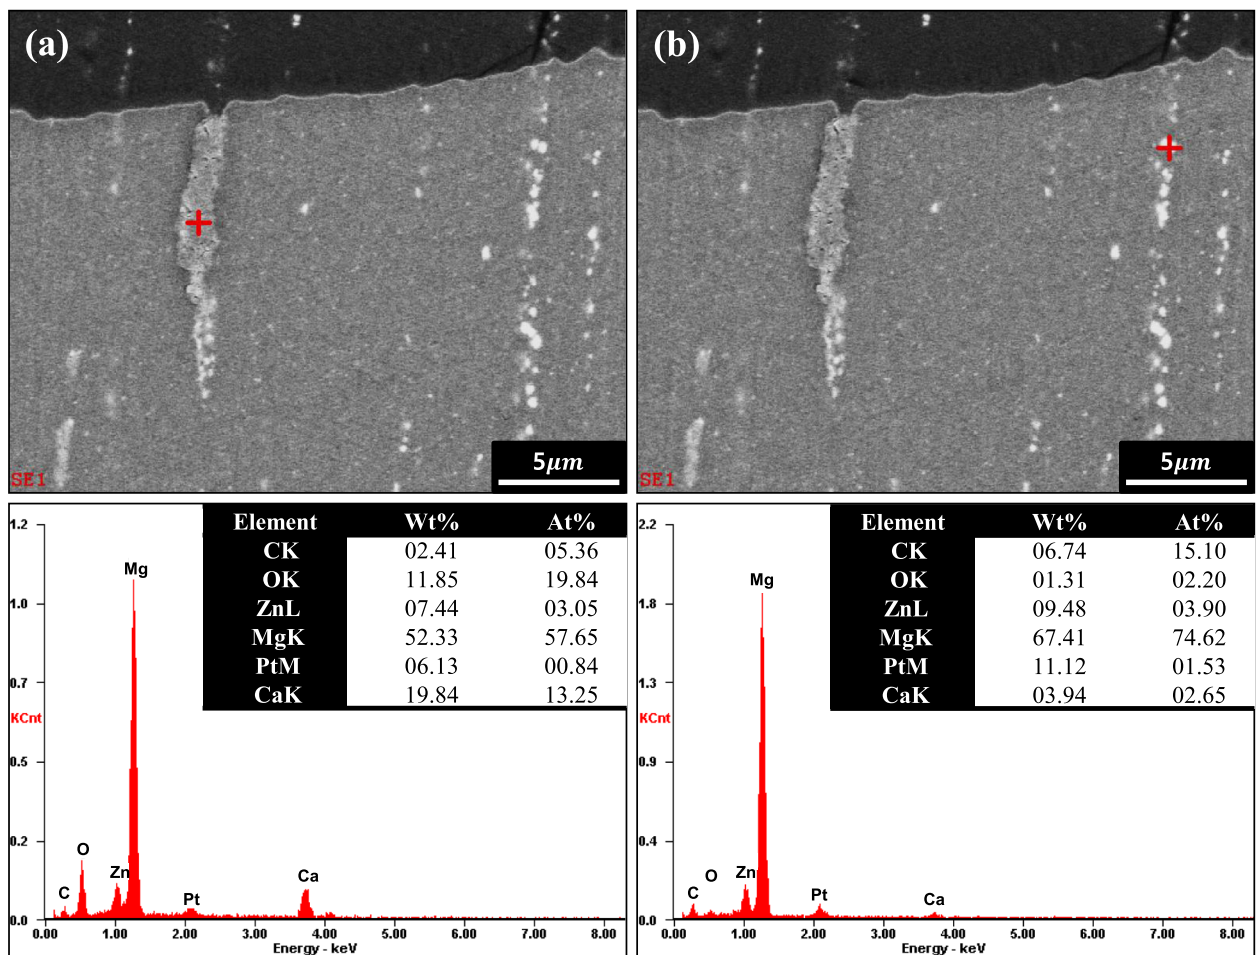 (a)
5μm
SE1
(b)
5μm
SE1
Element Wt% At%
CK 02.41 05.36
OK 11.85 19.84
ZnL 07.44 03.05
MgK 52.33 57.65
PtM 06.13 00.84
CaK 19.84 13.25
1.2
1.0
0.7
KCnt
0.5
0.2
0.0
C
O
Zn
Mg
Pt
Ca
0.00 1.00 2.00 3.00 4.00 5.00 6.00 7.00 8.00
Energy - keV
Element Wt% At%
CK 06.74 15.10
OK 01.31 02.20
ZnL 09.48 03.90
MgK 67.41 74.62
PtM 11.12 01.53
CaK 03.94 02.65
2.2
1.8
1.3
KCnt
0.9
0.4
0.0
C
O
Zn
Mg
Pt
Ca
0.00 1.00 2.00 3.00 4.00 5.00 6.00 7.00 8.00
Energy - keV